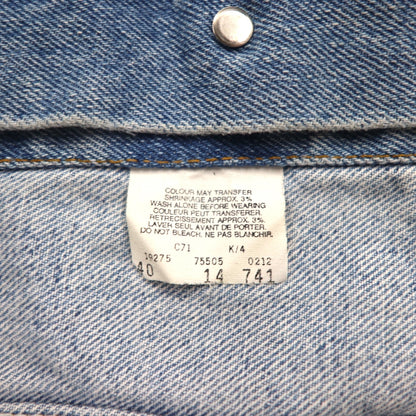 COLOUR MAY TRANSFER
SHRINKAGE APPROX. 3%
WASH ALONE BEFORE WEARING
COULEUR PEUT TRANSFERER.
RETRECISSEMENT APPROX. 3%.
LAVER SEUL AVANT DE PORTER.
DO NOT BLEACH. NE PAS BLANCHIR.
C71 K/4
19275 75505 - 0212
40 14 741